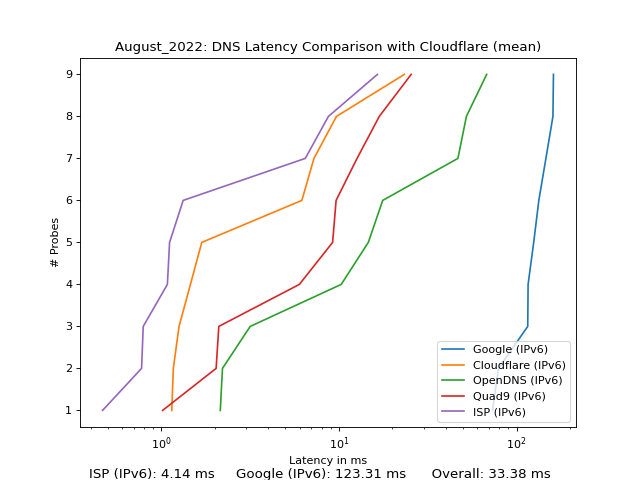 August_2022: DNS Latency Comparison with Cloudflare (mean)
# Probes
9
8
7
6
5
4
3
2
1
Google (IPv6)
Cloudflare (IPv6)
OpenDNS (IPv6)
Quad9 (IPv6)
ISP (IPv6)
10⁰ 10¹ 10²
Latency in ms
ISP (IPv6): 4.14 ms Google (IPv6): 123.31 ms Overall: 33.38 ms